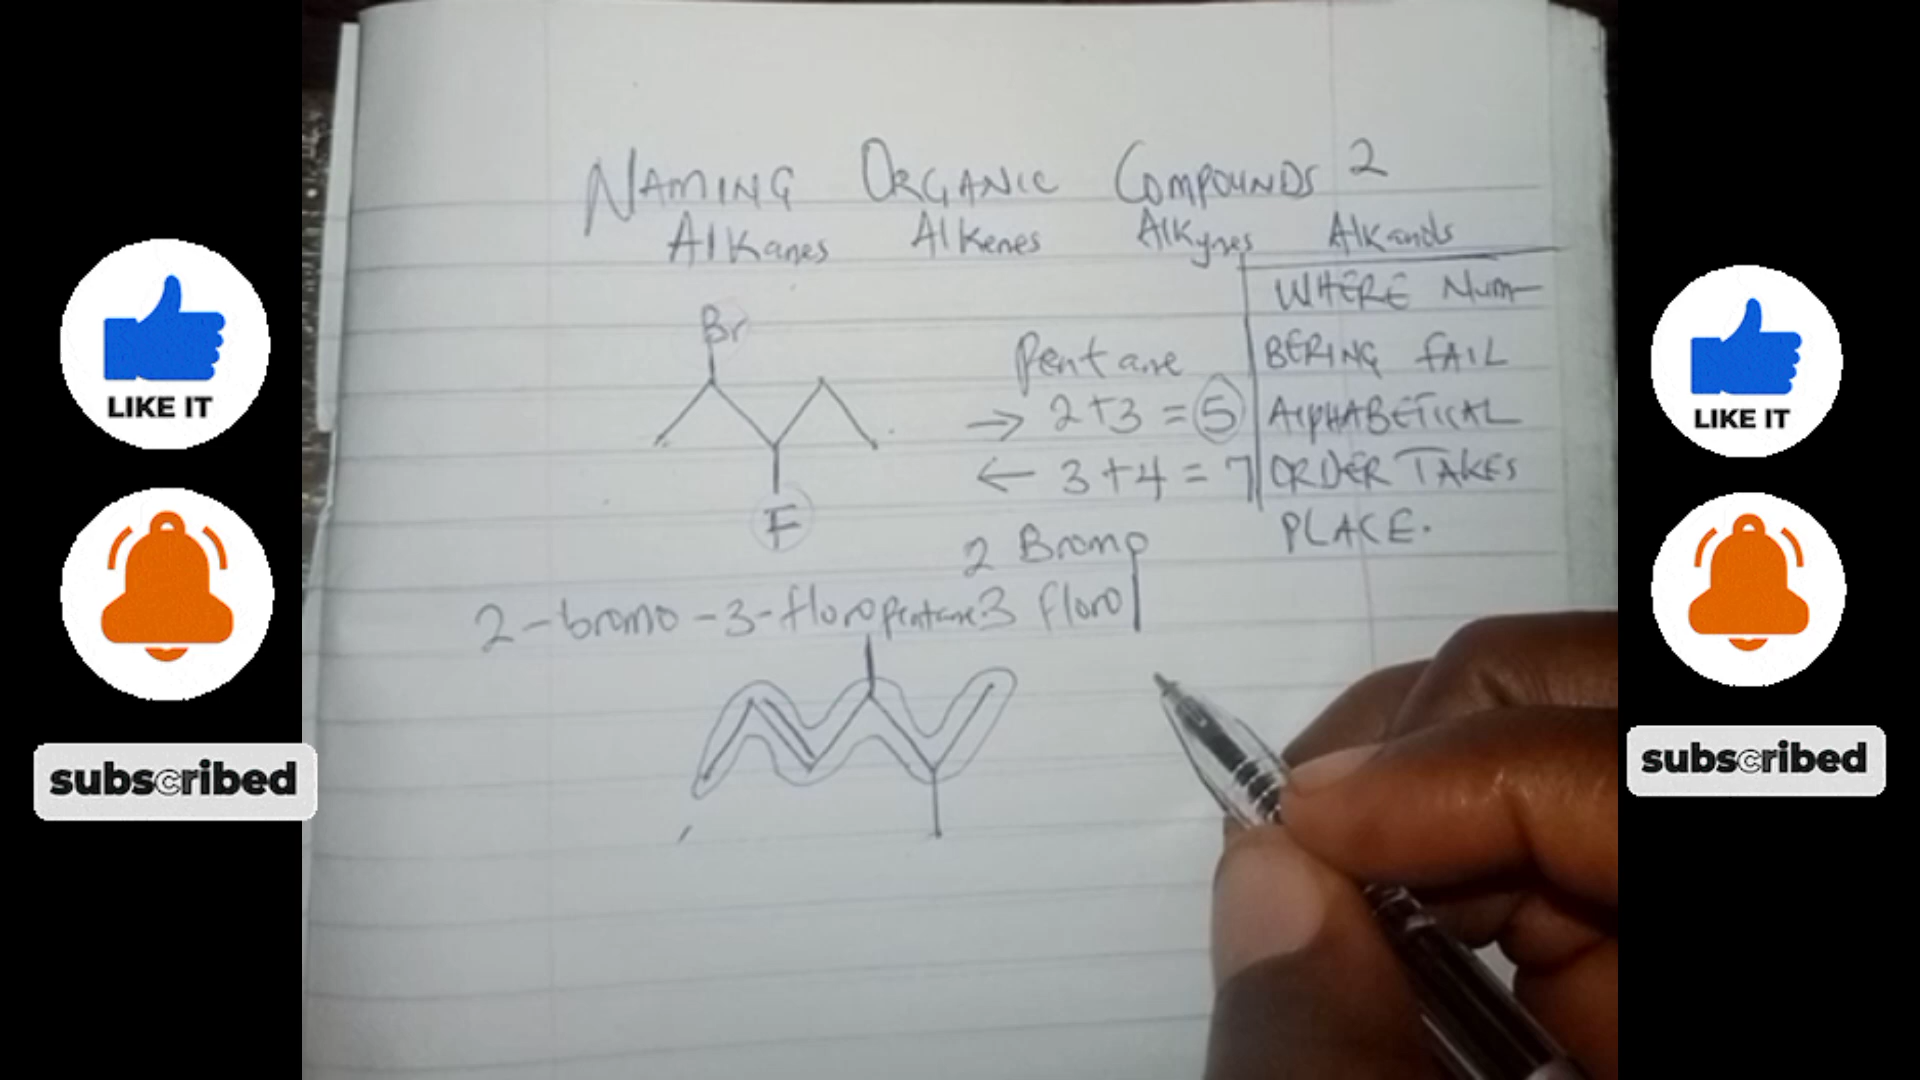 NAMING ORGANIC COMPOUNDS 2
Alkanes Alkenes Alkynes Alkanols
WHERE Num-
BERING FAIL
AlPHABETICAL
ORDER TAKES
PLACE.
Br
F
Pentane
→ 2+3 = 5
← 3+4 = 7
2 Bromo
3 floro
2-bromo-3-floropentane
LIKE IT
subscribed
LIKE IT
subscribed